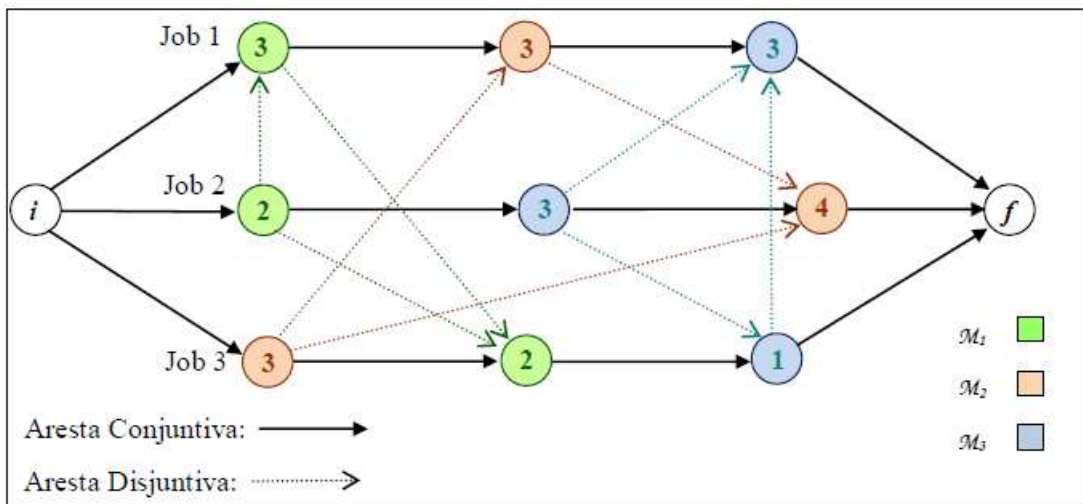 Job 1
3
3
3
i
Job 2
2
3
4
f
Job 3
3
2
1
M₁
M₂
M₃
Aresta Conjuntiva:
Aresta Disjuntiva: